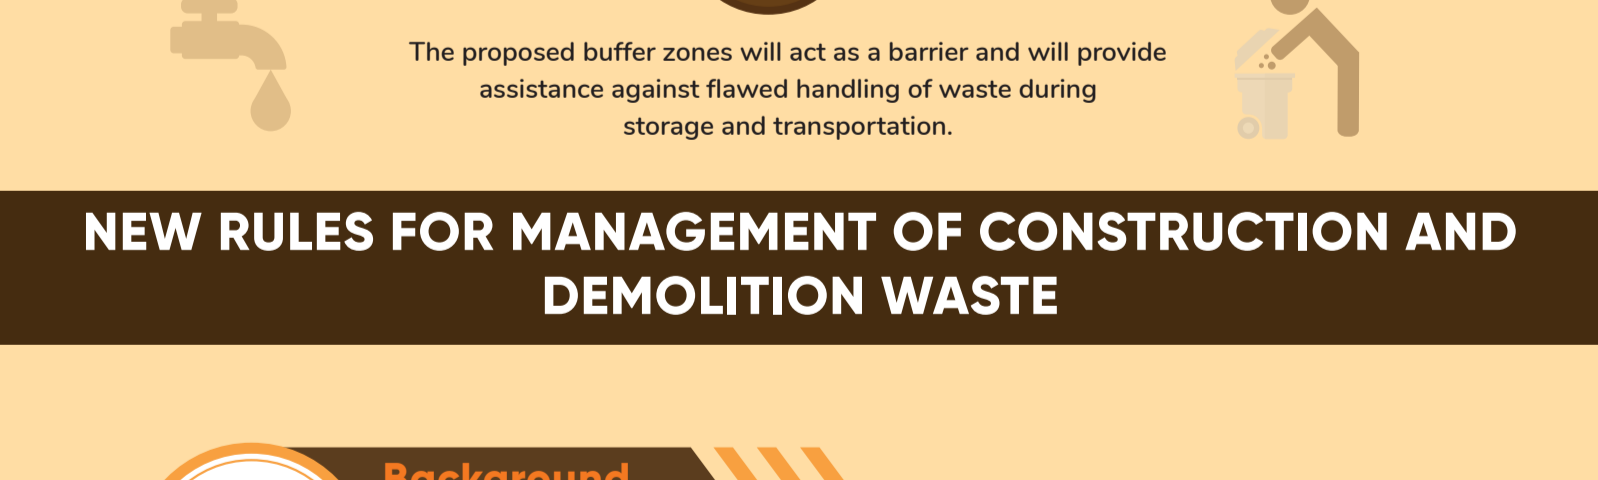 The proposed buffer zones will act as a barrier and will provide
assistance against flawed handling of waste during
storage and transportation.
NEW RULES FOR MANAGEMENT OF CONSTRUCTION AND
DEMOLITION WASTE
Background